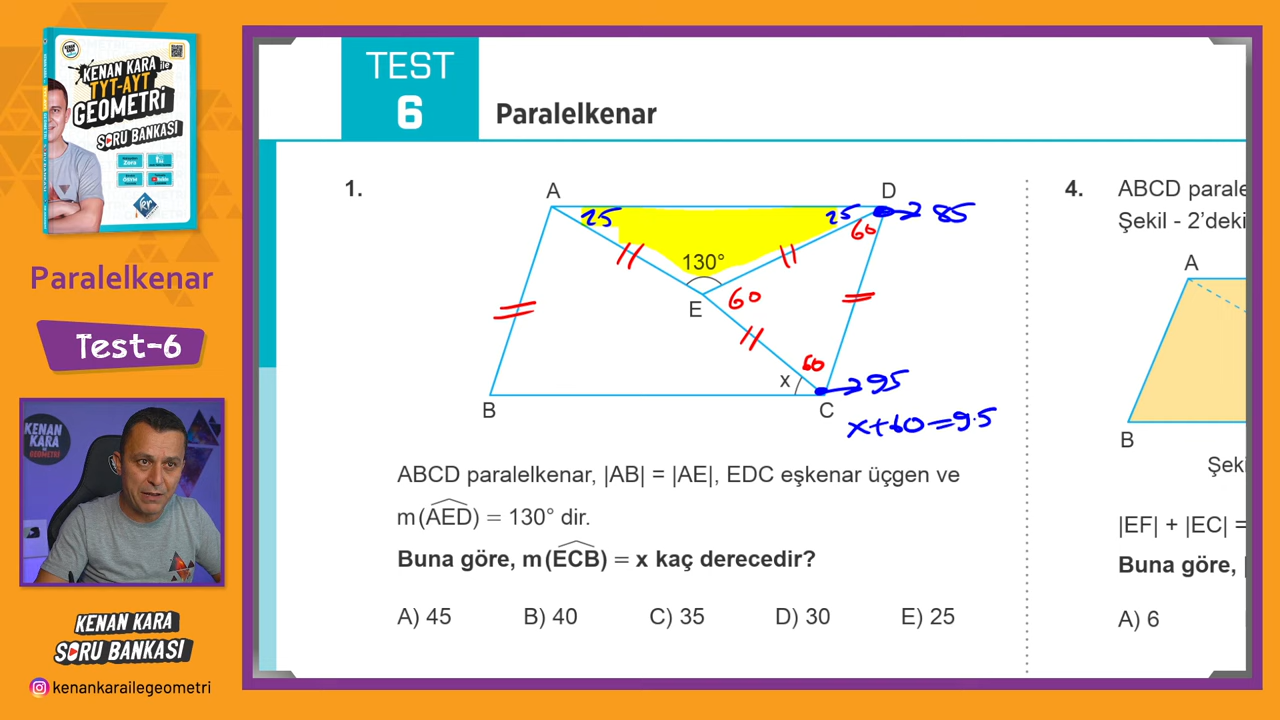 KENAN KARA ile
TYT-AYT
GEOMETRİ
SORU BANKASI
kr
Paralelkenar
Test-6
KENAN
KARA
GEOMETRİ
KENAN KARA
SORU BANKASI
kenankarailegeometri
TEST
6
Paralelkenar
1.
A
D
25
25
85
60
130°
E
60
60
x
95
B
C
x+60=95
ABCD paralelkenar, |AB| = |AE|, EDC eşkenar üçgen ve
m(AED) = 130° dir.
Buna göre, m(ECB) = x kaç derecedir?
A) 45 B) 40 C) 35 D) 30 E) 25
4. ABCD parale
Şekil - 2'deki
A
B
Şeki
|EF| + |EC| =
Buna göre, |
A) 6